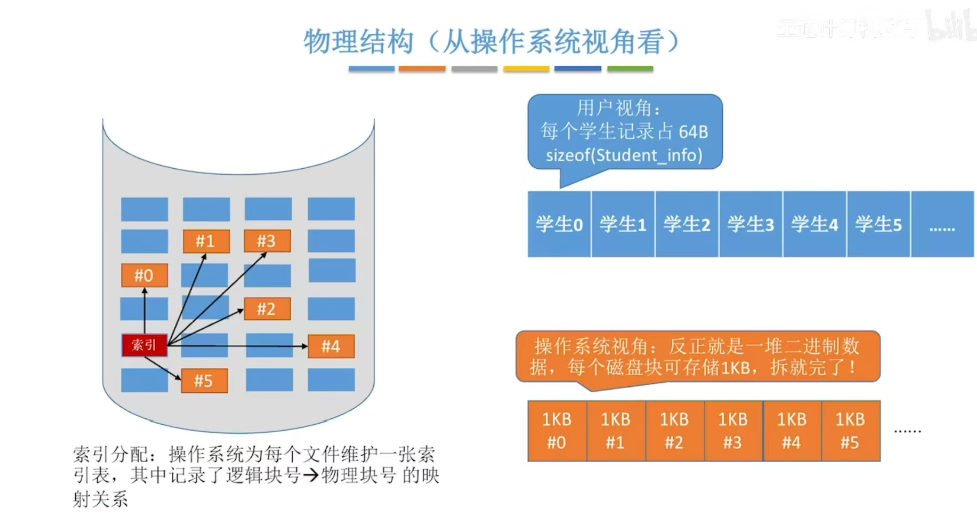 物理结构（从操作系统视角看）
bilibili
用户视角：
每个学生记录占 64B
sizeof(Student_info)
学生0 学生1 学生2 学生3 学生4 学生5 ……
#1 #3
#0
#2
索引
#4
#5
操作系统视角：反正就是一堆二进制数
据，每个磁盘块可存储1KB，拆就完了！
1KB 1KB 1KB 1KB 1KB 1KB
#0 #1 #2 #3 #4 #5 ……
索引分配：操作系统为每个文件维护一张索
引表，其中记录了逻辑块号→物理块号 的映
射关系